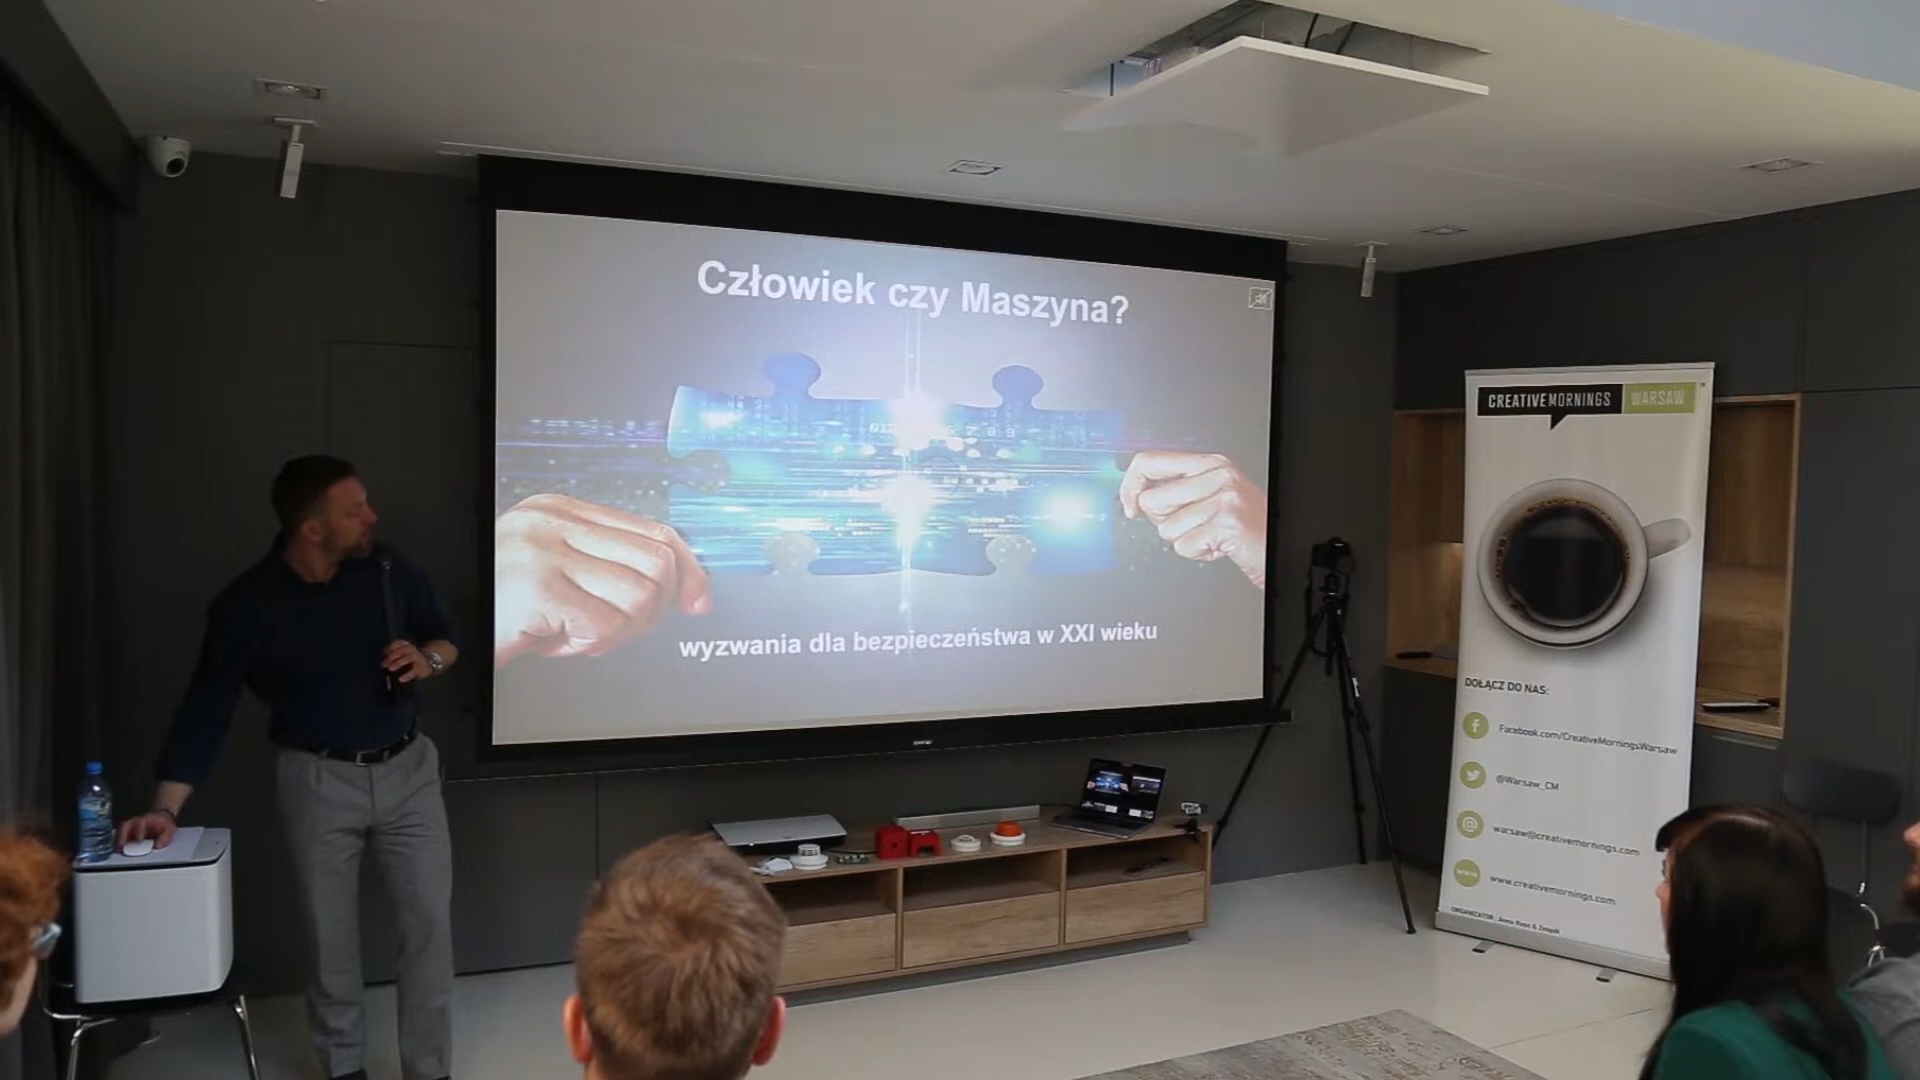 Człowiek czy Maszyna?
wyzwania dla bezpieczeństwa w XXI wieku
CREATIVEMORNINGS WARSAW
DOŁĄCZ DO NAS:
Facebook.com/CreativeMorningsWarsaw
@Warsaw_CM
warsaw@creativemornings.com
www.creativemornings.com